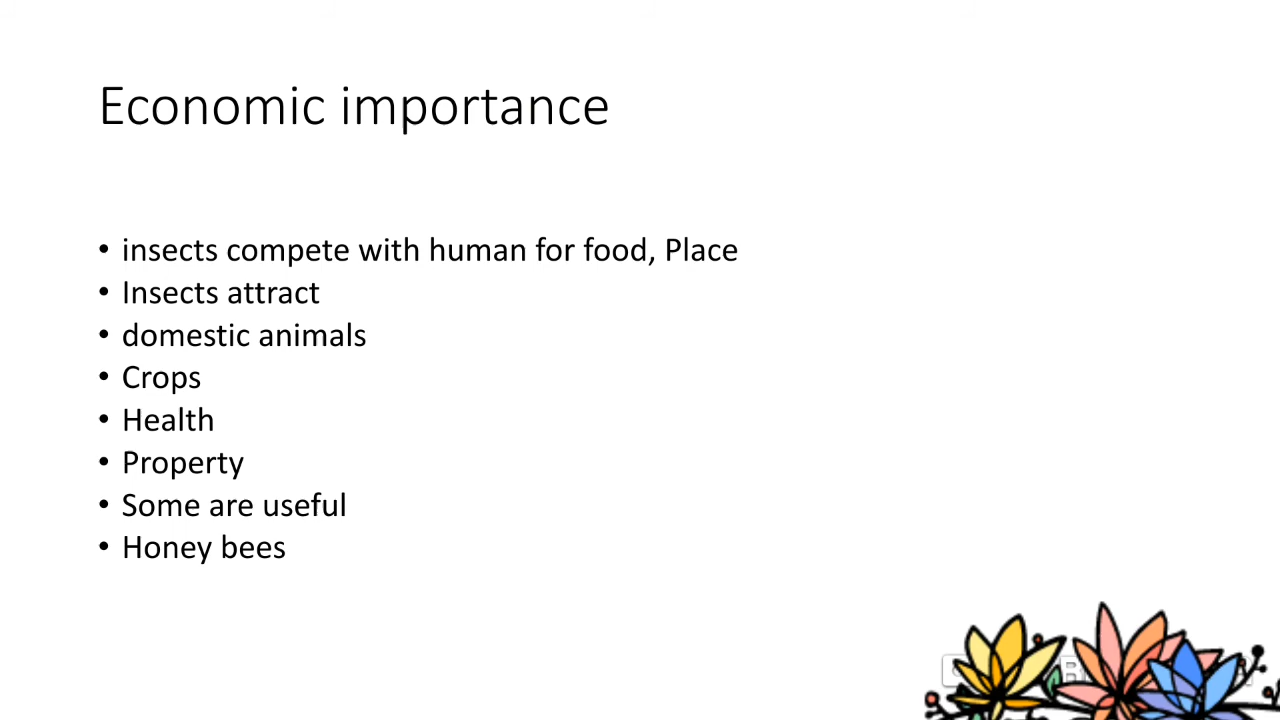 Economic importance
• insects compete with human for food, Place
• Insects attract
• domestic animals
• Crops
• Health
• Property
• Some are useful
• Honey bees